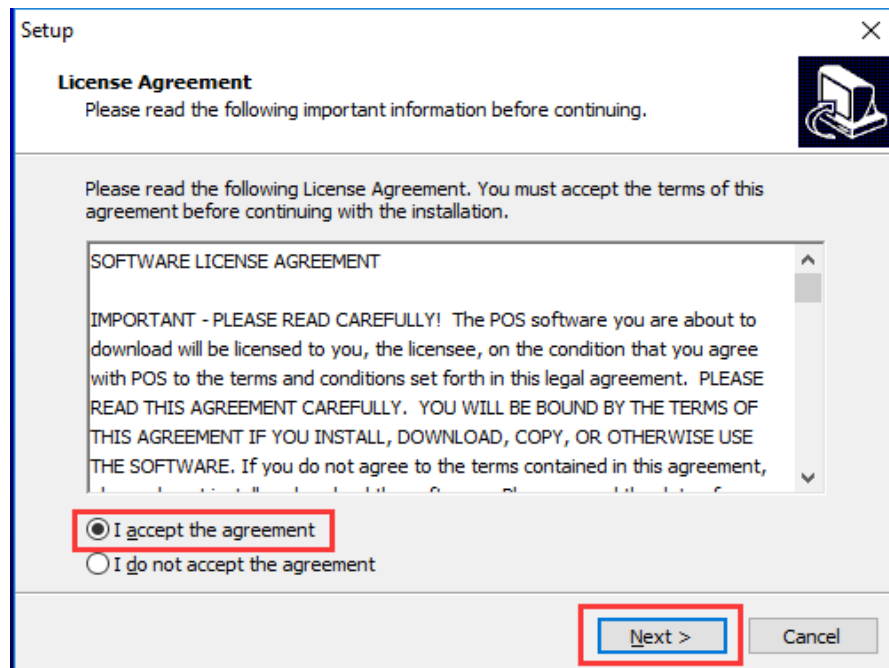 Setup
License Agreement
Please read the following important information before continuing.
Please read the following License Agreement. You must accept the terms of this
agreement before continuing with the installation.
SOFTWARE LICENSE AGREEMENT
IMPORTANT - PLEASE READ CAREFULLY!  The POS software you are about to
download will be licensed to you, the licensee, on the condition that you agree
with POS to the terms and conditions set forth in this legal agreement.  PLEASE
READ THIS AGREEMENT CAREFULLY.  YOU WILL BE BOUND BY THE TERMS OF
THIS AGREEMENT IF YOU INSTALL, DOWNLOAD, COPY, OR OTHERWISE USE
THE SOFTWARE. If you do not agree to the terms contained in this agreement,
I accept the agreement
I do not accept the agreement
Next >
Cancel